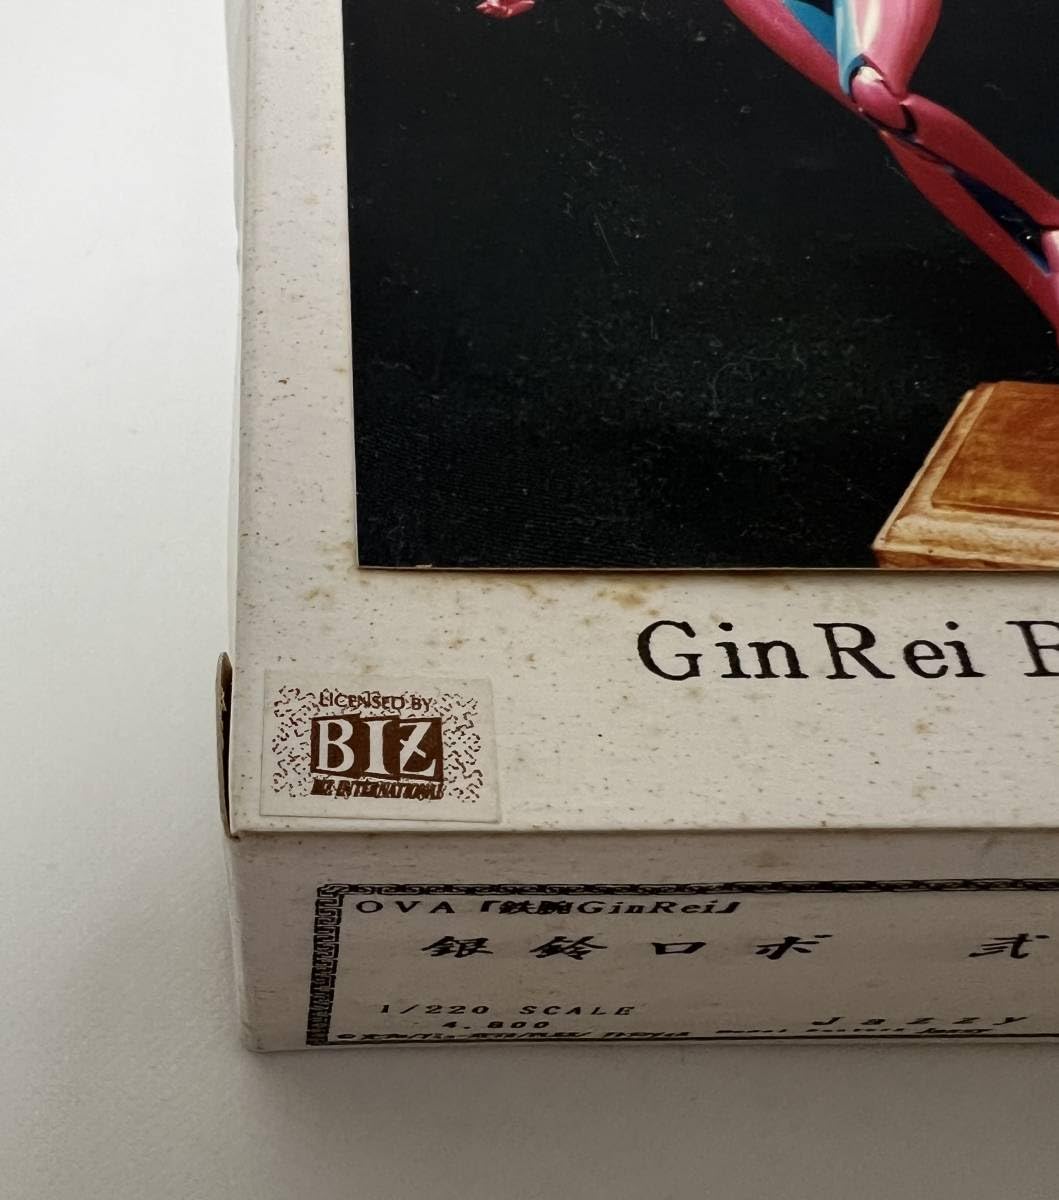 GinRei
LICENSED BY
BIZ
BIZ INTERNATIONAL
OVA『鉄腕GinRei』
銀鈴ロボ 弐
1/220 SCALE
4,800
Jazzy